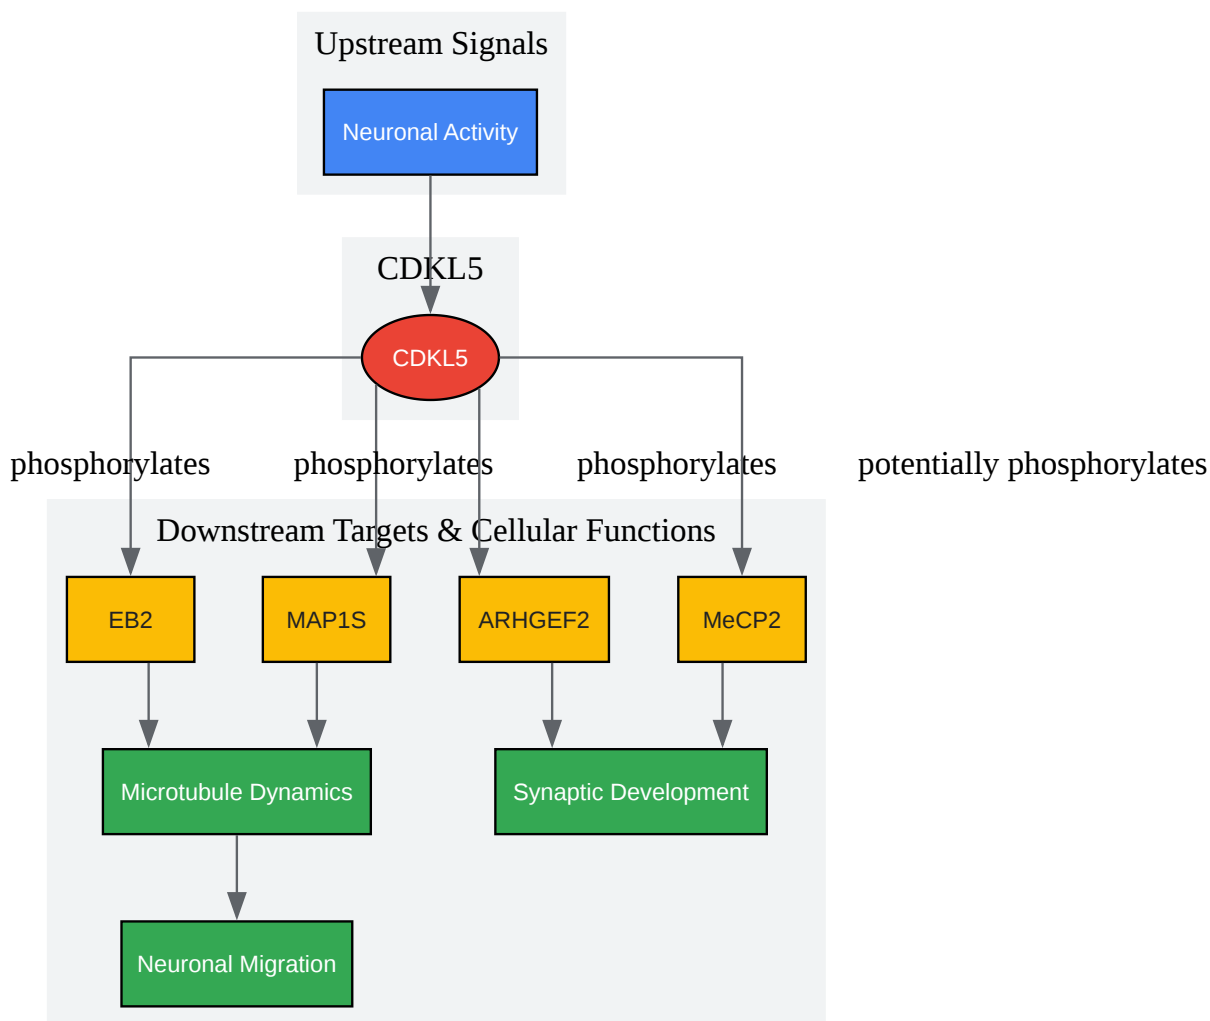 Upstream Signals
Neuronal Activity
CDKL5
CDKL5
phosphorylates
phosphorylates
phosphorylates
potentially phosphorylates
Downstream Targets & Cellular Functions
EB2
MAP1S
ARHGEF2
MeCP2
Microtubule Dynamics
Synaptic Development
Neuronal Migration